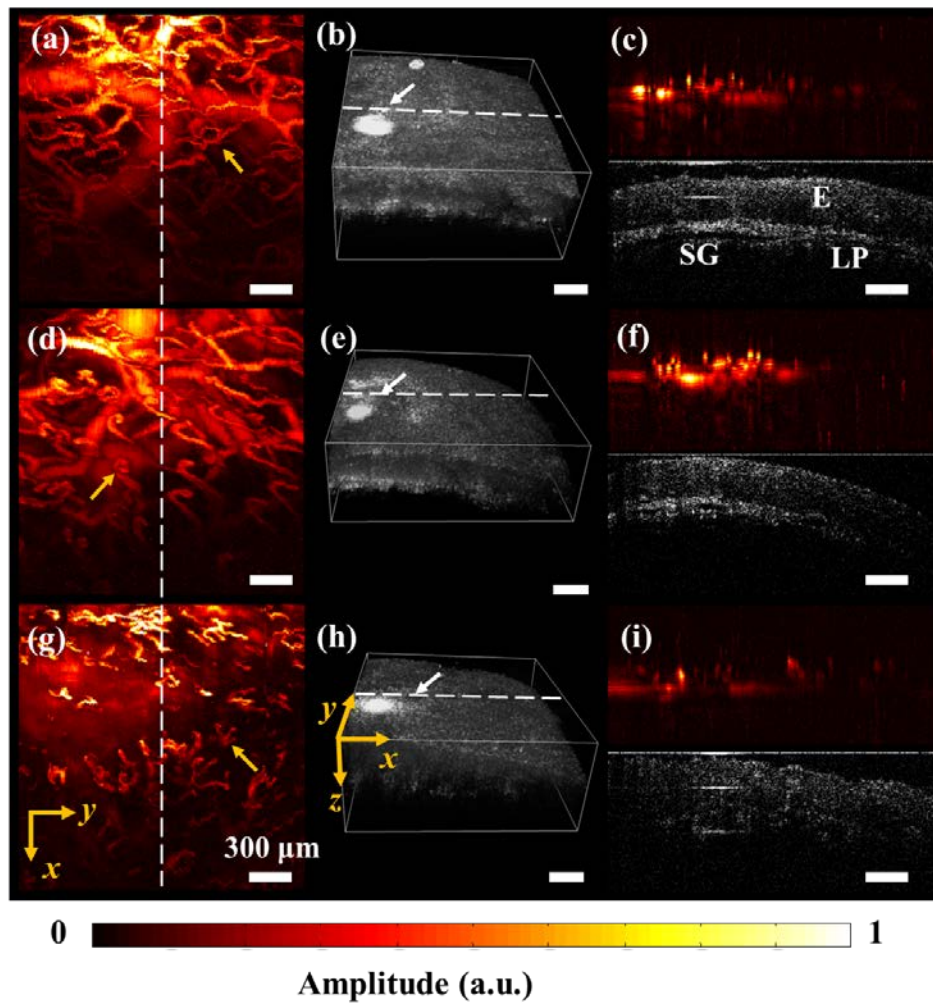 (a) (b) (c)
E
SG LP
(d) (e) (f)
(g) (h) (i)
y
x
z
y
x
300 μm
0 1
Amplitude (a.u.)